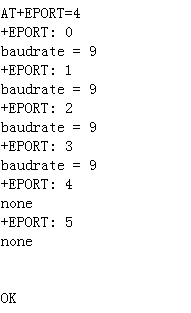 AT+EPORT=4
+EPORT: 0
baudrate = 9
+EPORT: 1
baudrate = 9
+EPORT: 2
baudrate = 9
+EPORT: 3
baudrate = 9
+EPORT: 4
none
+EPORT: 5
none
OK